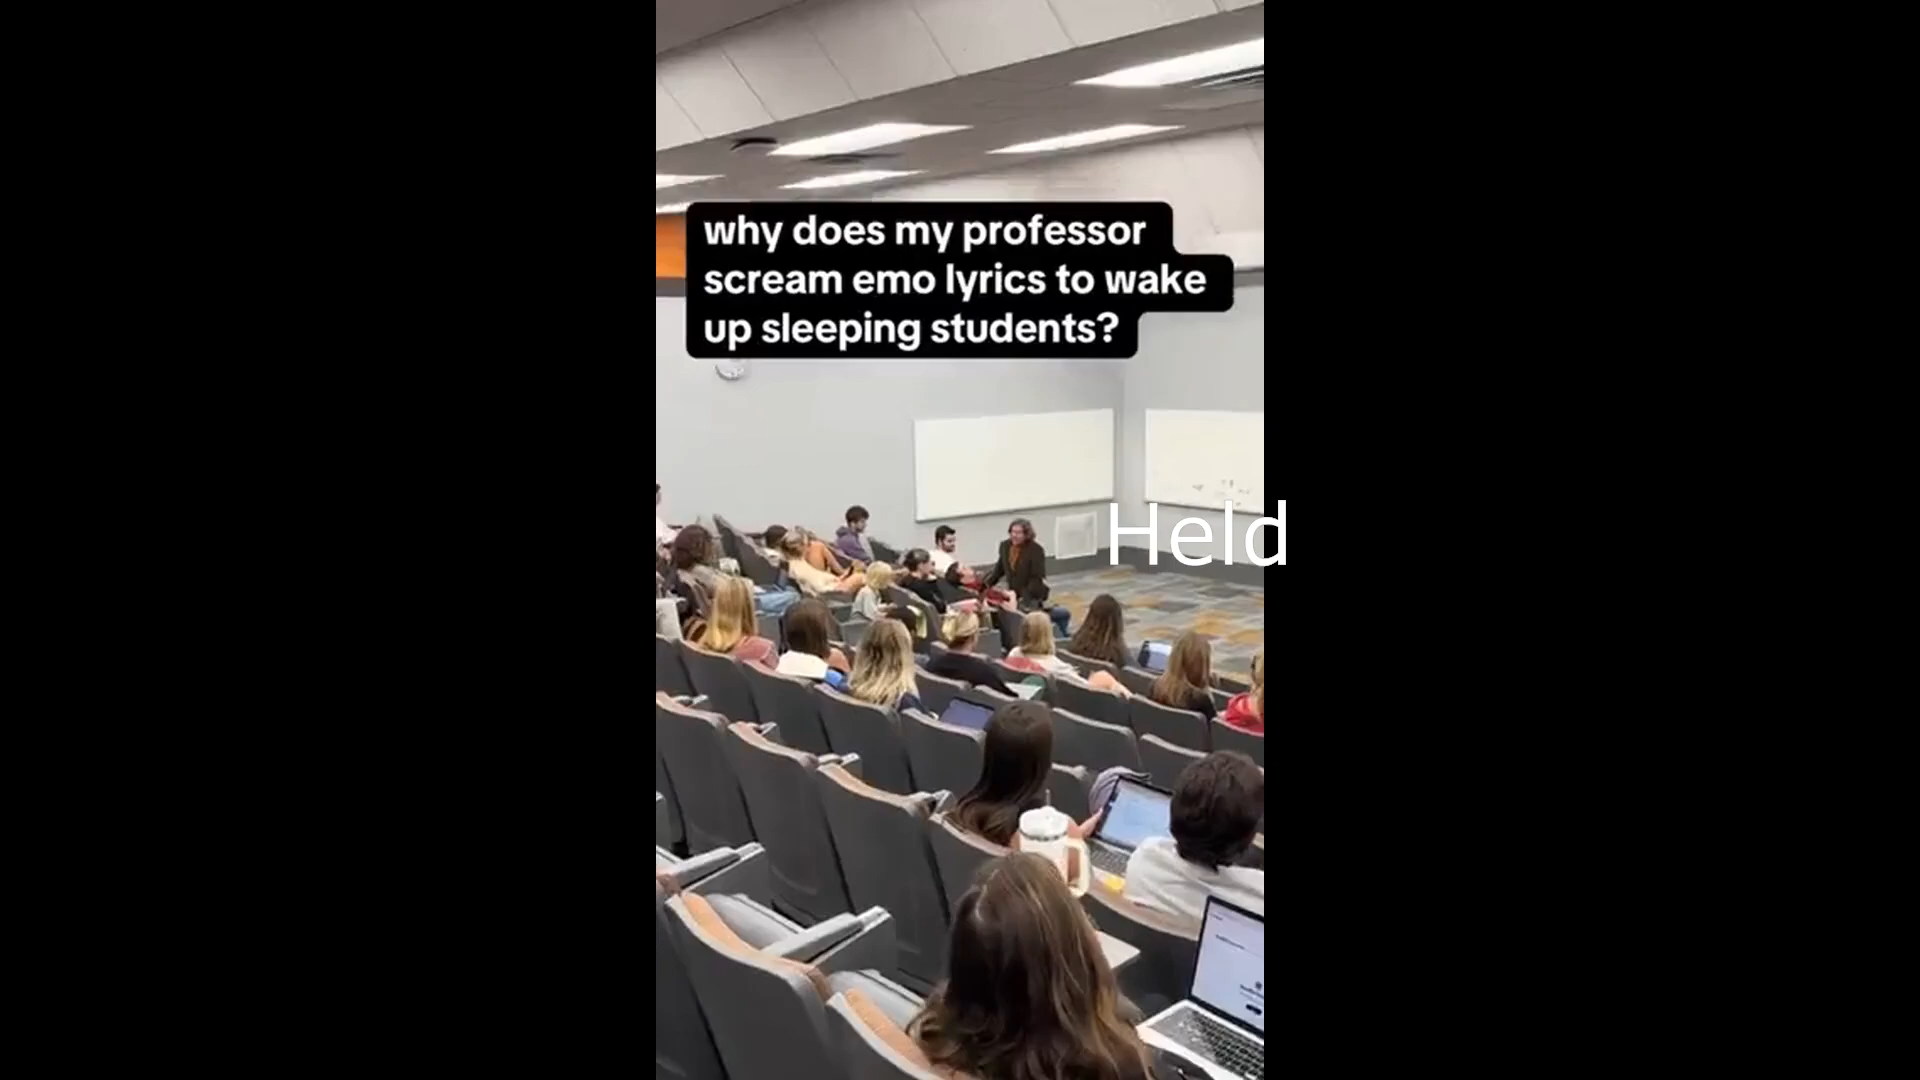 why does my professor
scream emo lyrics to wake
up sleeping students?
Held